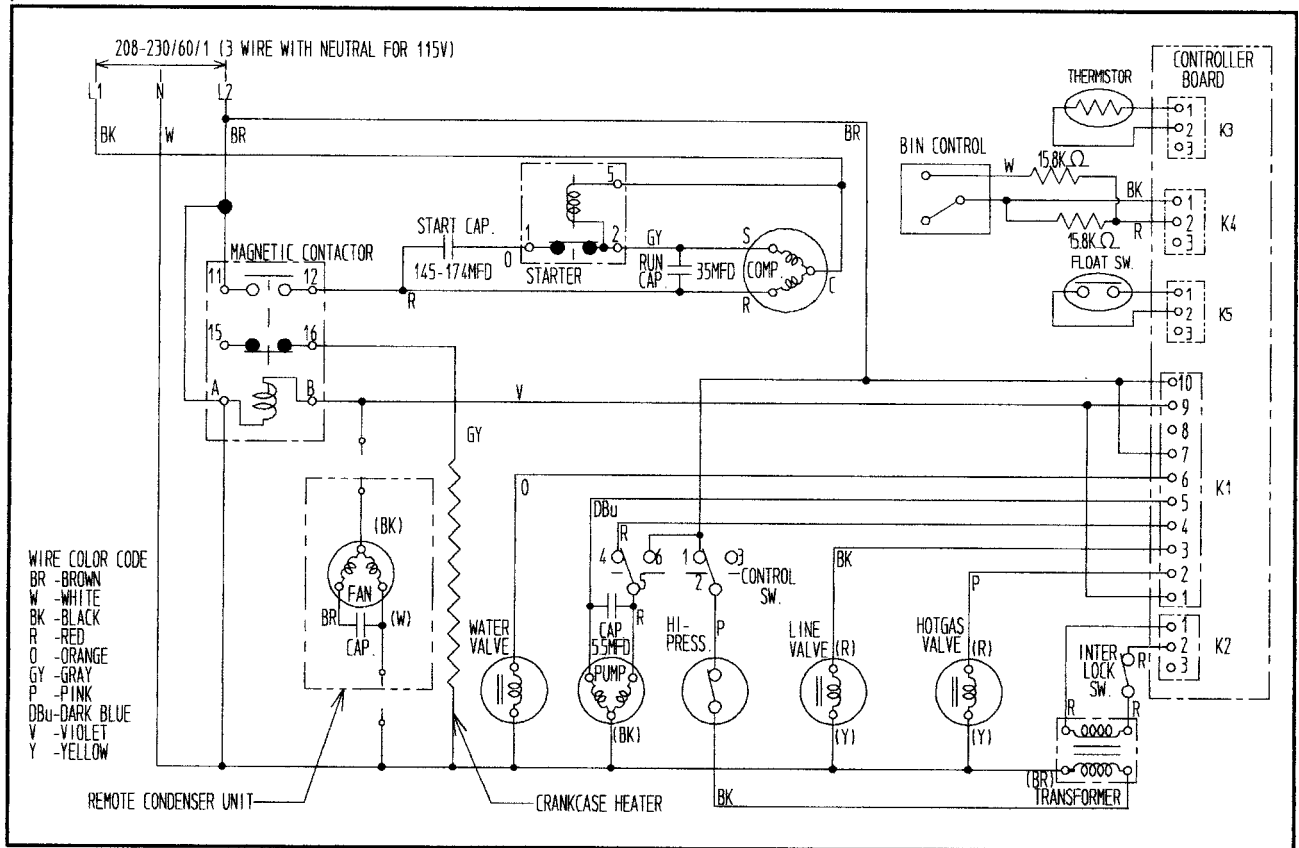 208-230/60/1 (3 WIRE WITH NEUTRAL FOR 115V)
L1 N L2
BK W BR BR
CONTROLLER
BOARD
THERMISTOR
1
2
3
K3
BIN CONTROL
W 15.8K Ω
BK
R
15.8K Ω
1
2
3
K4
FLOAT SW.
1
2
3
K5
MAGNETIC CONTACTOR
11 12
15 16
A B
START CAP.
145-174MFD
R
5
1 2
O
STARTER
GY
RUN
CAP.
35MFD
S
COMP.
R
C
V
GY
10
9
8
7
6
5
4
3
2
1
K1
1
2
3
K2
O
DBu
R
4 6 1 3
5 2
CONTROL
SW.
BK
P
WIRE COLOR CODE
BR -BROWN
W -WHITE
BK -BLACK
R -RED
O -ORANGE
GY -GRAY
P -PINK
DBu-DARK BLUE
V -VIOLET
Y -YELLOW
(BK)
FAN
BR (W)
CAP.
WATER
VALVE
CAP
55MFD
R
PUMP
(BK)
HI-
PRESS.
P
LINE
VALVE (R)
(Y)
HOTGAS
VALVE (R)
(Y)
INTER
LOCK
SW.
R
R R
(BR)
TRANSFORMER
BK
REMOTE CONDENSER UNIT
CRANKCASE HEATER